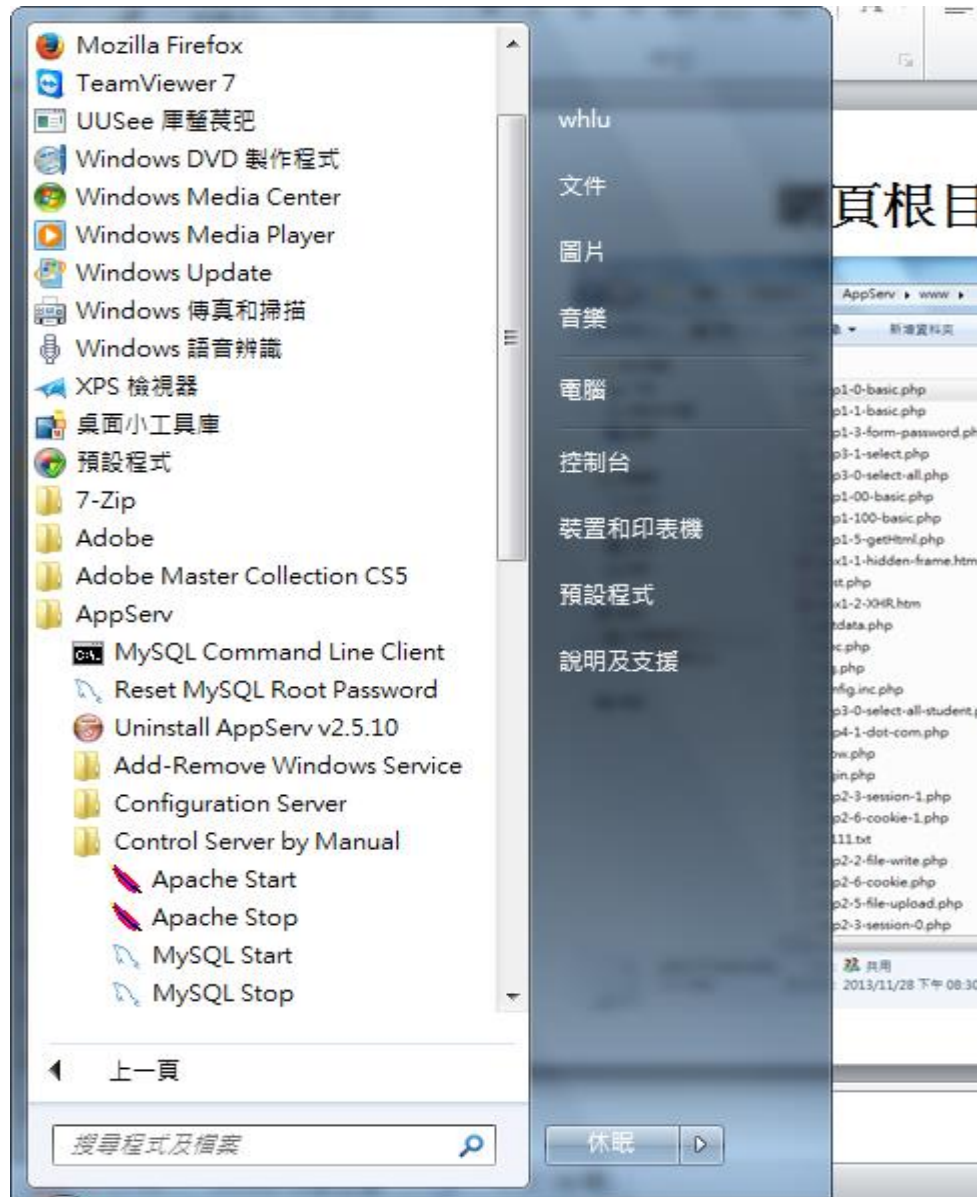 Mozilla Firefox
TeamViewer 7
UUSee 厙蟼萇弝
Windows DVD 製作程式
Windows Media Center
Windows Media Player
Windows Update
Windows 傳真和掃描
Windows 語音辨識
XPS 檢視器
桌面小工具庫
預設程式
7-Zip
Adobe
Adobe Master Collection CS5
AppServ
MySQL Command Line Client
Reset MySQL Root Password
Uninstall AppServ v2.5.10
Add-Remove Windows Service
Configuration Server
Control Server by Manual
Apache Start
Apache Stop
MySQL Start
MySQL Stop
上一頁
搜尋程式及檔案
whlu
文件
圖片
音樂
電腦
控制台
裝置和印表機
預設程式
說明及支援
休眠
頁根目
AppServ ▸ www ▸
新增資料夾
p1-0-basic.php
p1-1-basic.php
p1-3-form-password.ph
p3-1-select.php
p3-0-select-all.php
p1-00-basic.php
p1-100-basic.php
p1-5-getHtml.php
x1-1-hidden-frame.htm
st.php
x1-2-XHR.htm
tdata.php
c.php
.php
nfig.inc.php
p3-0-select-all-student.p
p4-1-dot-com.php
ow.php
gin.php
p2-3-session-1.php
p2-6-cookie-1.php
111.txt
p2-2-file-write.php
p2-6-cookie.php
p2-5-file-upload.php
p2-3-session-0.php
共用
2013/11/28 下午 08:30